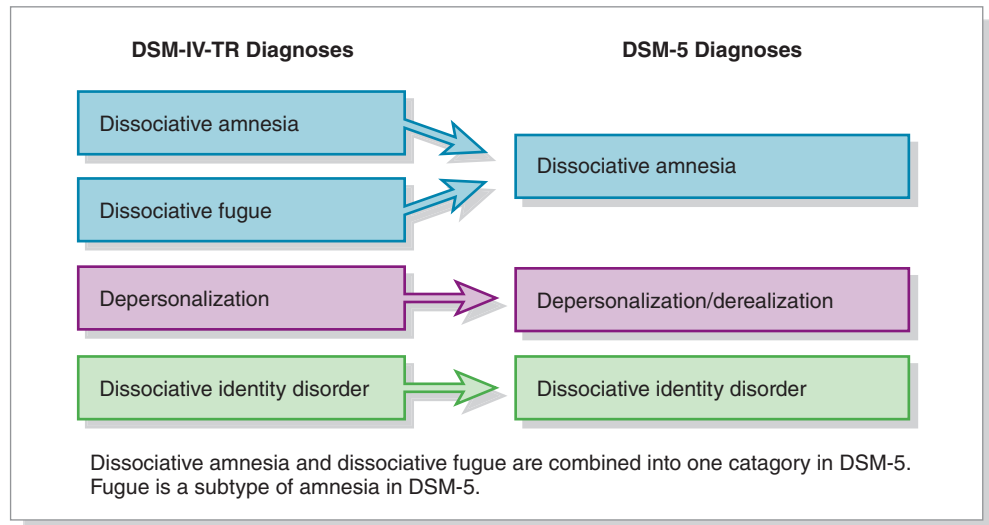 DSM-IV-TR Diagnoses
DSM-5 Diagnoses
Dissociative amnesia
Dissociative fugue
Dissociative amnesia
Depersonalization
Depersonalization/derealization
Dissociative identity disorder
Dissociative identity disorder
Dissociative amnesia and dissociative fugue are combined into one catagory in DSM-5.
Fugue is a subtype of amnesia in DSM-5.